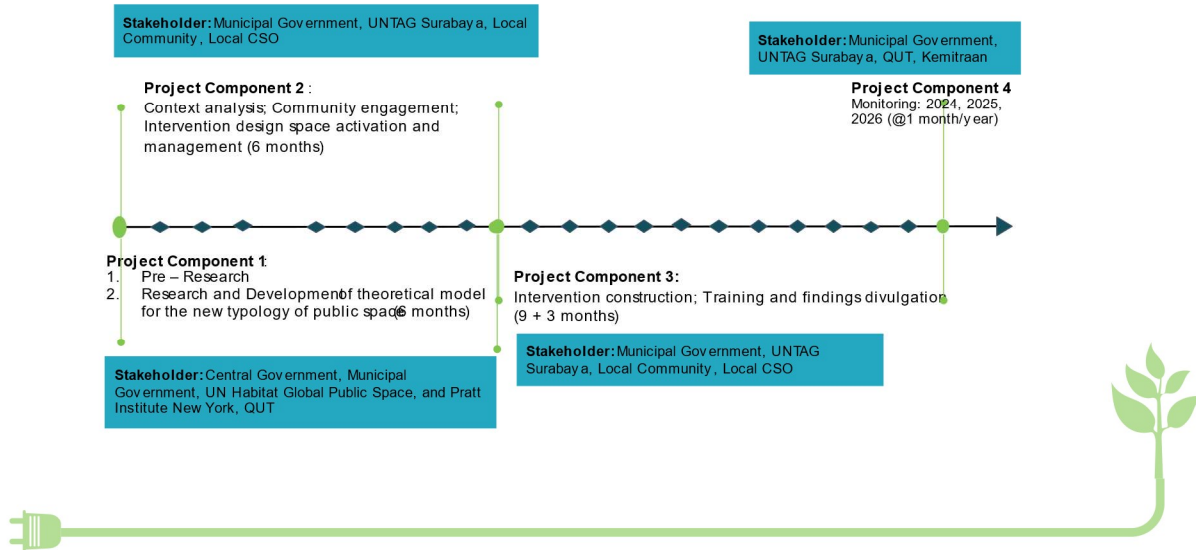 Stakeholder: Municipal Government, UNTAG Surabaya, Local
Community, Local CSO
Stakeholder: Municipal Government,
UNTAG Surabaya, QUT, Kemitraan
Project Component 2 :
Context analysis; Community engagement;
Intervention design space activation and
management (6 months)
Project Component 4
Monitoring: 2024, 2025,
2026 (@1 month/year)
Project Component 1:
1. Pre – Research
2. Research and Development of theoretical model
for the new typology of public space (6 months)
Project Component 3:
Intervention construction; Training and findings divulgation
(9 + 3 months)
Stakeholder: Municipal Government, UNTAG
Surabaya, Local Community, Local CSO
Stakeholder: Central Government, Municipal
Government, UN Habitat Global Public Space, and Pratt
Institute New York, QUT